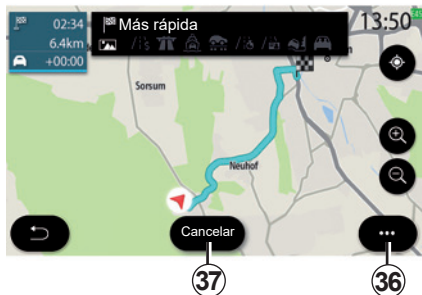 02:34
6.4km
+00:00
Más rápida
13:50
Sorsum
Neuhof
Cancelar
37
36